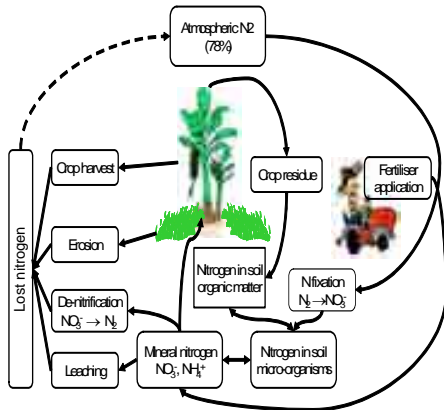 Atmospheric N2
(78%)
Lost nitrogen
Crop harvest
Crop residue
Fertiliser
application
Erosion
Nitrogen in soil
organic matter
N fixation
N₂→NO₃⁻
De-nitrification
NO₃⁻ → N₂
Leaching
Mineral nitrogen
NO₃⁻, NH₄⁺
Nitrogen in soil
micro-organisms